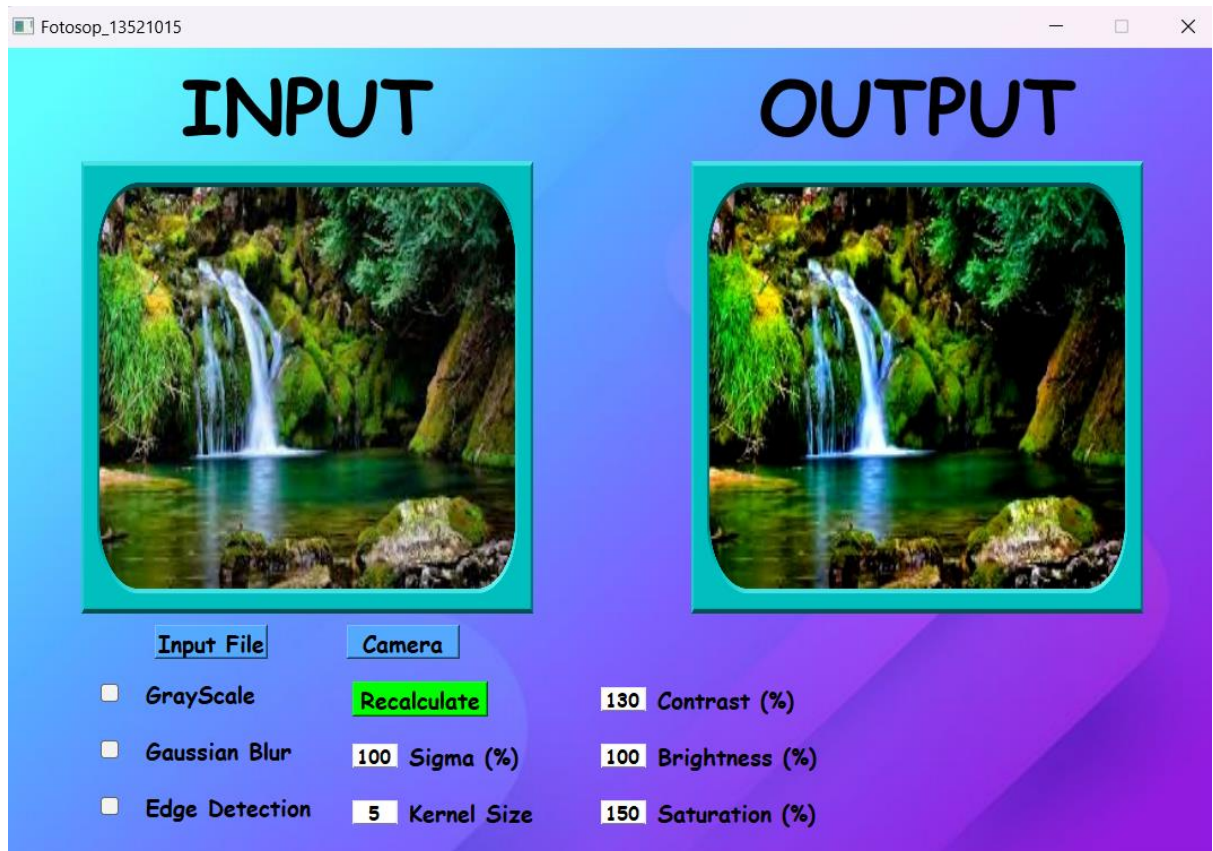 Fotosop_13521015
INPUT
OUTPUT
Input File
Camera
GrayScale
Recalculate
130 Contrast (%)
Gaussian Blur
100 Sigma (%)
100 Brightness (%)
Edge Detection
5 Kernel Size
150 Saturation (%)